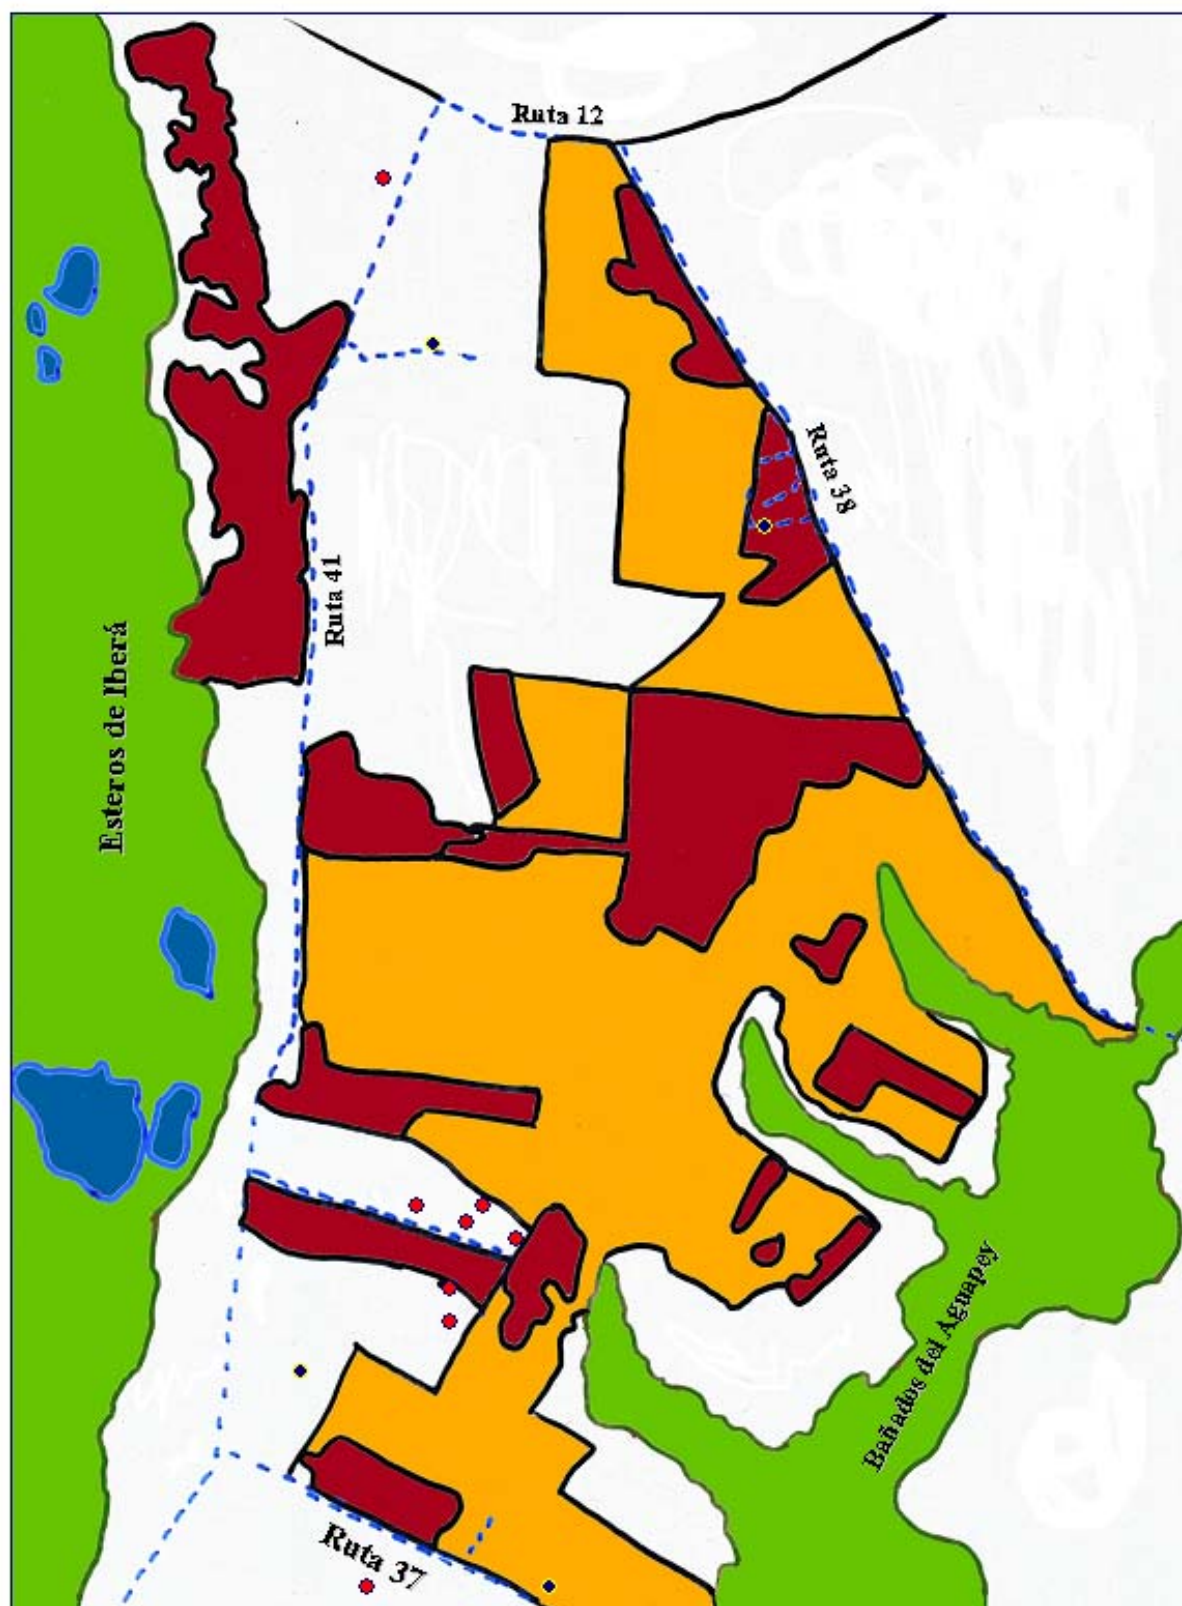 Ruta 12
Ruta 38
Ruta 41
Esteros de Iberá
Bañados del Aguapey
Ruta 37